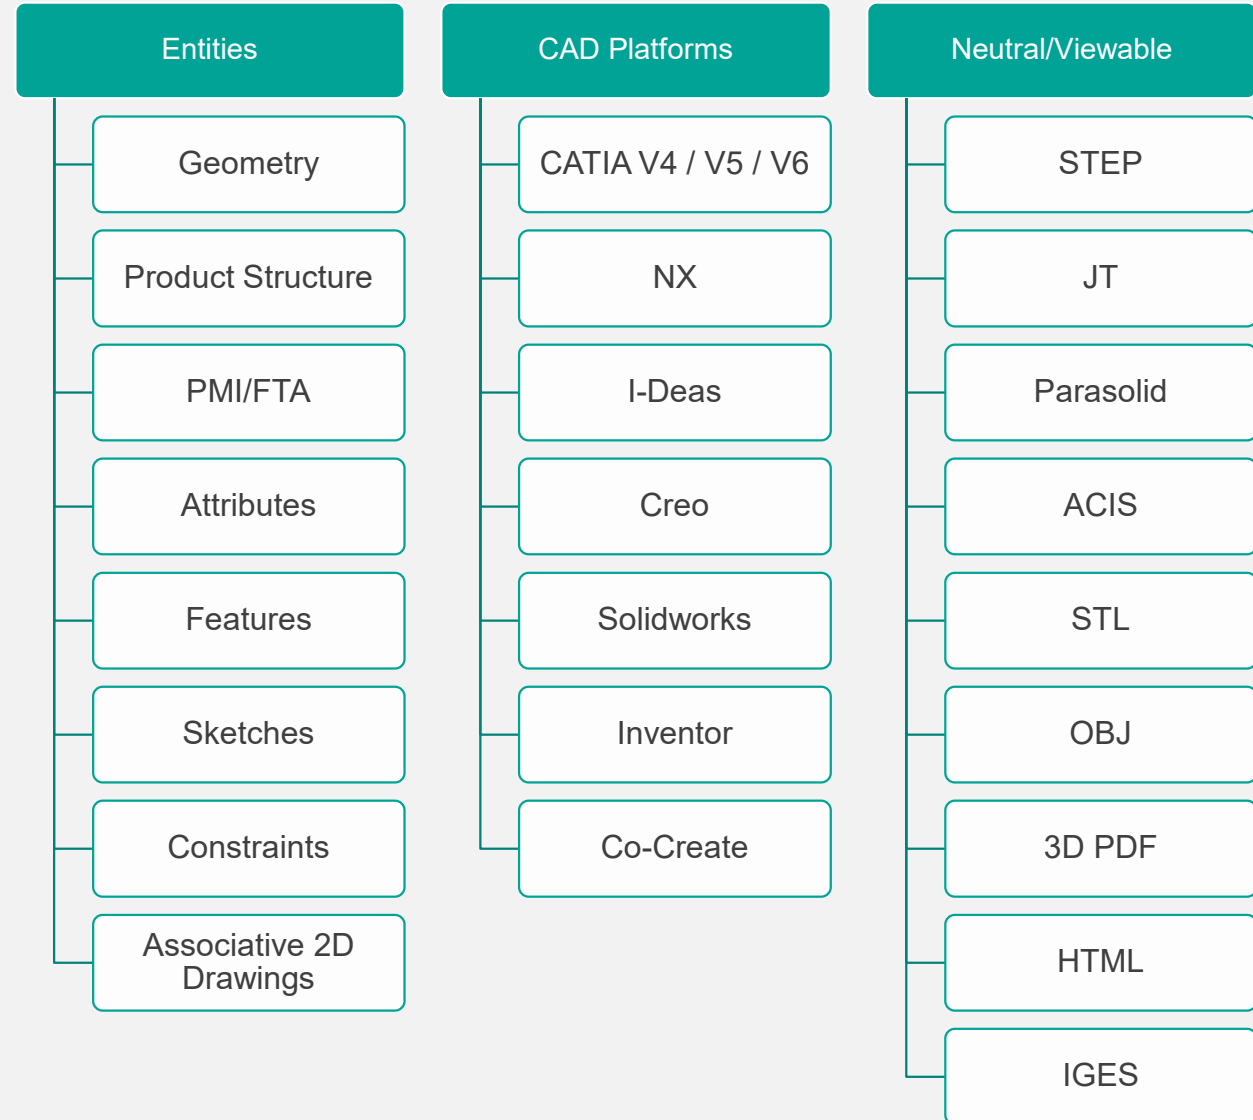 Entities
Geometry
Product Structure
PMI/FTA
Attributes
Features
Sketches
Constraints
Associative 2D
Drawings
CAD Platforms
CATIA V4 / V5 / V6
NX
I-Deas
Creo
Solidworks
Inventor
Co-Create
Neutral/Viewable
STEP
JT
Parasolid
ACIS
STL
OBJ
3D PDF
HTML
IGES